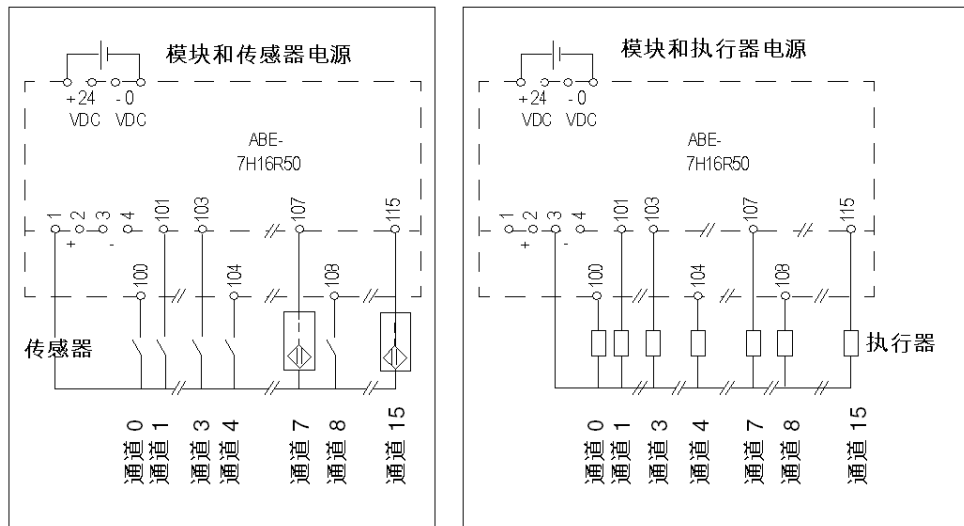 模块和传感器电源
+24 -0
VDC VDC
ABE-
7H16R50
1 2 3 4 101 103 107 115
+ -
100 104 108
传感器
通道 0 通道 1 通道 3 通道 4 通道 7 通道 8 通道 15
模块和执行器电源
+24 -0
VDC VDC
ABE-
7H16R50
1 2 3 4 101 103 107 115
+ -
100 104 108
执行器
通道 0 通道 1 通道 3 通道 4 通道 7 通道 8 通道 15